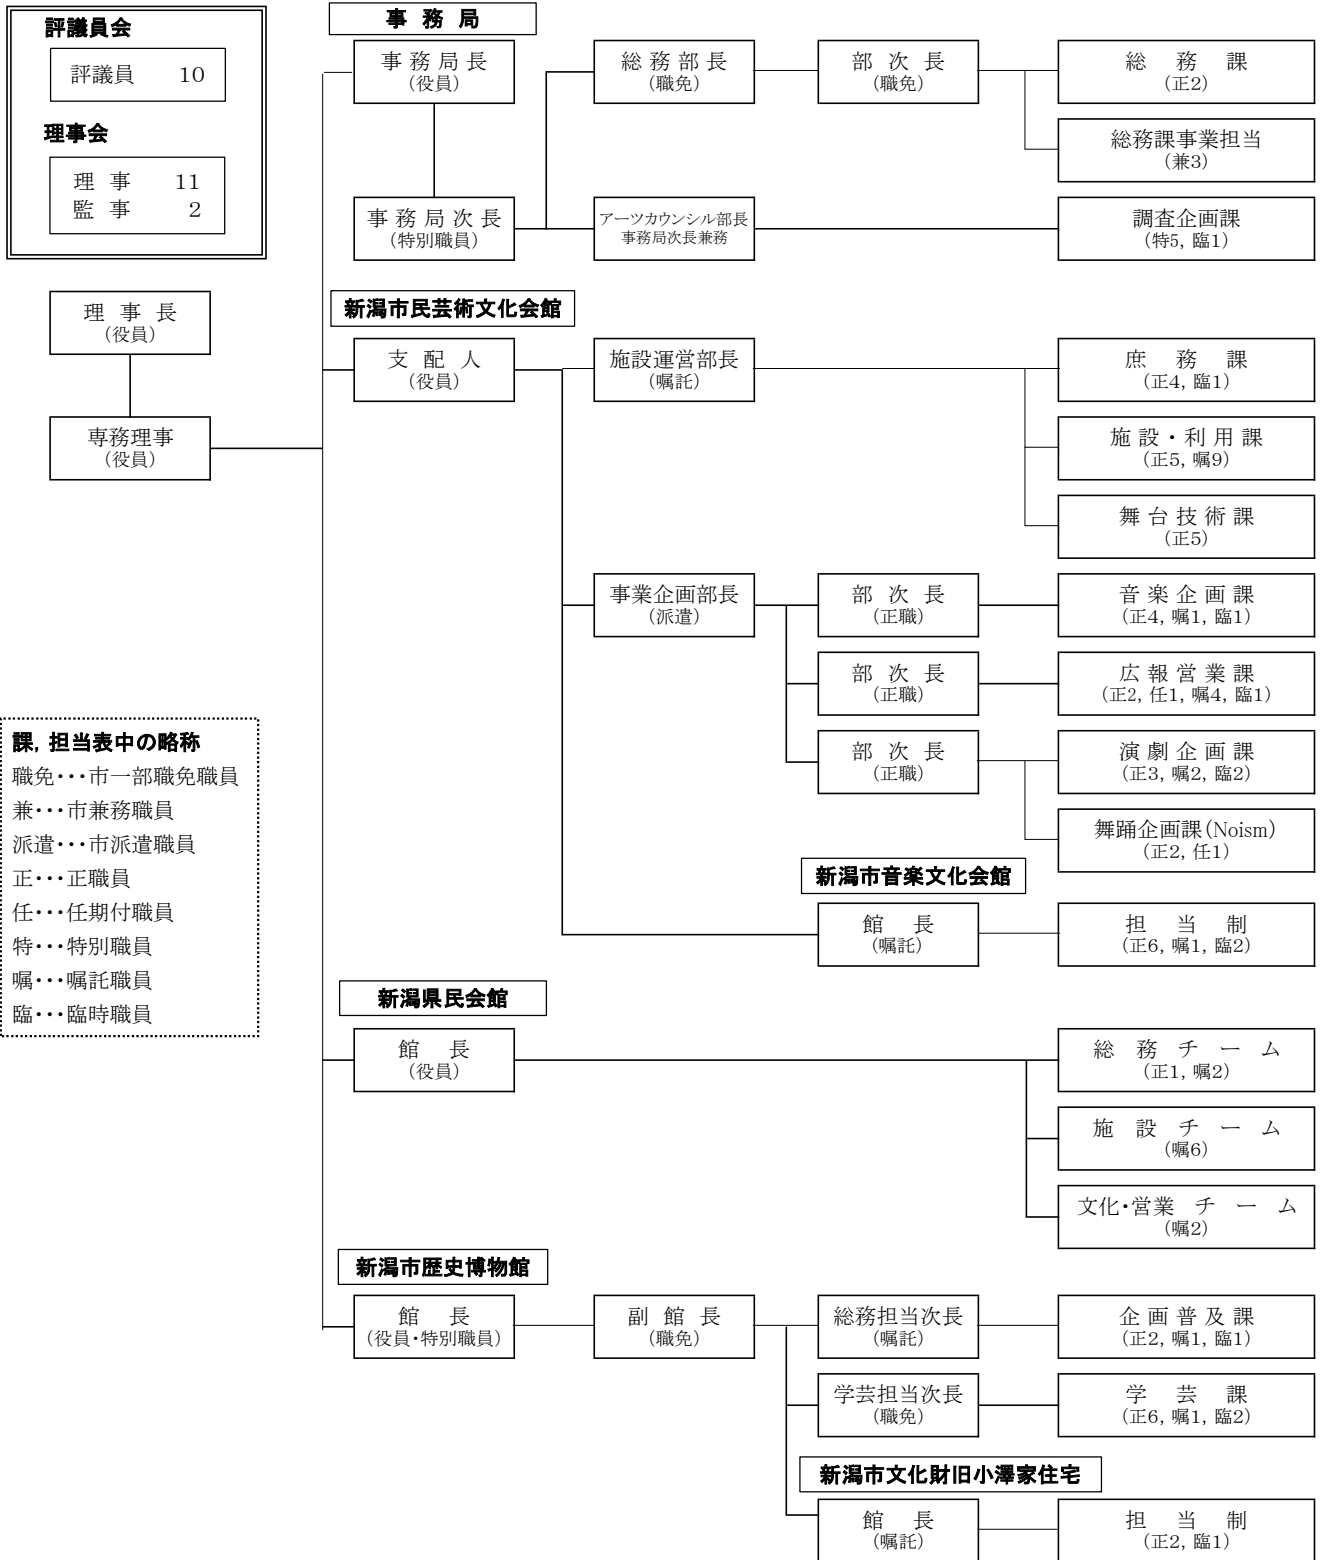 評議員会
評議員 10
理事会
理事 11
監事 2
理事長
(役員)
専務理事
(役員)
課, 担当表中の略称
職免･･･市一部職免職員
兼･･･市兼務職員
派遣･･･市派遣職員
正･･･正職員
任･･･任期付職員
特･･･特別職員
嘱･･･嘱託職員
臨･･･臨時職員
事務局
事務局長
(役員)
総務部長
(職免)
部次長
(職免)
総務課
(正2)
総務課事業担当
(兼3)
事務局次長
(特別職員)
アーツカウンシル部長
事務局次長兼務
調査企画課
(特5, 臨1)
新潟市民芸術文化会館
支配人
(役員)
施設運営部長
(嘱託)
庶務課
(正4, 臨1)
施設・利用課
(正5, 嘱9)
舞台技術課
(正5)
事業企画部長
(派遣)
部次長
(正職)
音楽企画課
(正4, 嘱1, 臨1)
部次長
(正職)
広報営業課
(正2, 任1, 嘱4, 臨1)
部次長
(正職)
演劇企画課
(正3, 嘱2, 臨2)
舞踊企画課(Noism)
(正2, 任1)
新潟市音楽文化会館
館長
(嘱託)
担当制
(正6, 嘱1, 臨2)
新潟県民会館
館長
(役員)
総務チーム
(正1, 嘱2)
施設チーム
(嘱6)
文化・営業チーム
(嘱2)
新潟市歴史博物館
館長
(役員・特別職員)
副館長
(職免)
総務担当次長
(嘱託)
企画普及課
(正2, 嘱1, 臨1)
学芸担当次長
(職免)
学芸課
(正6, 嘱1, 臨2)
新潟市文化財旧小澤家住宅
館長
(嘱託)
担当制
(正2, 臨1)